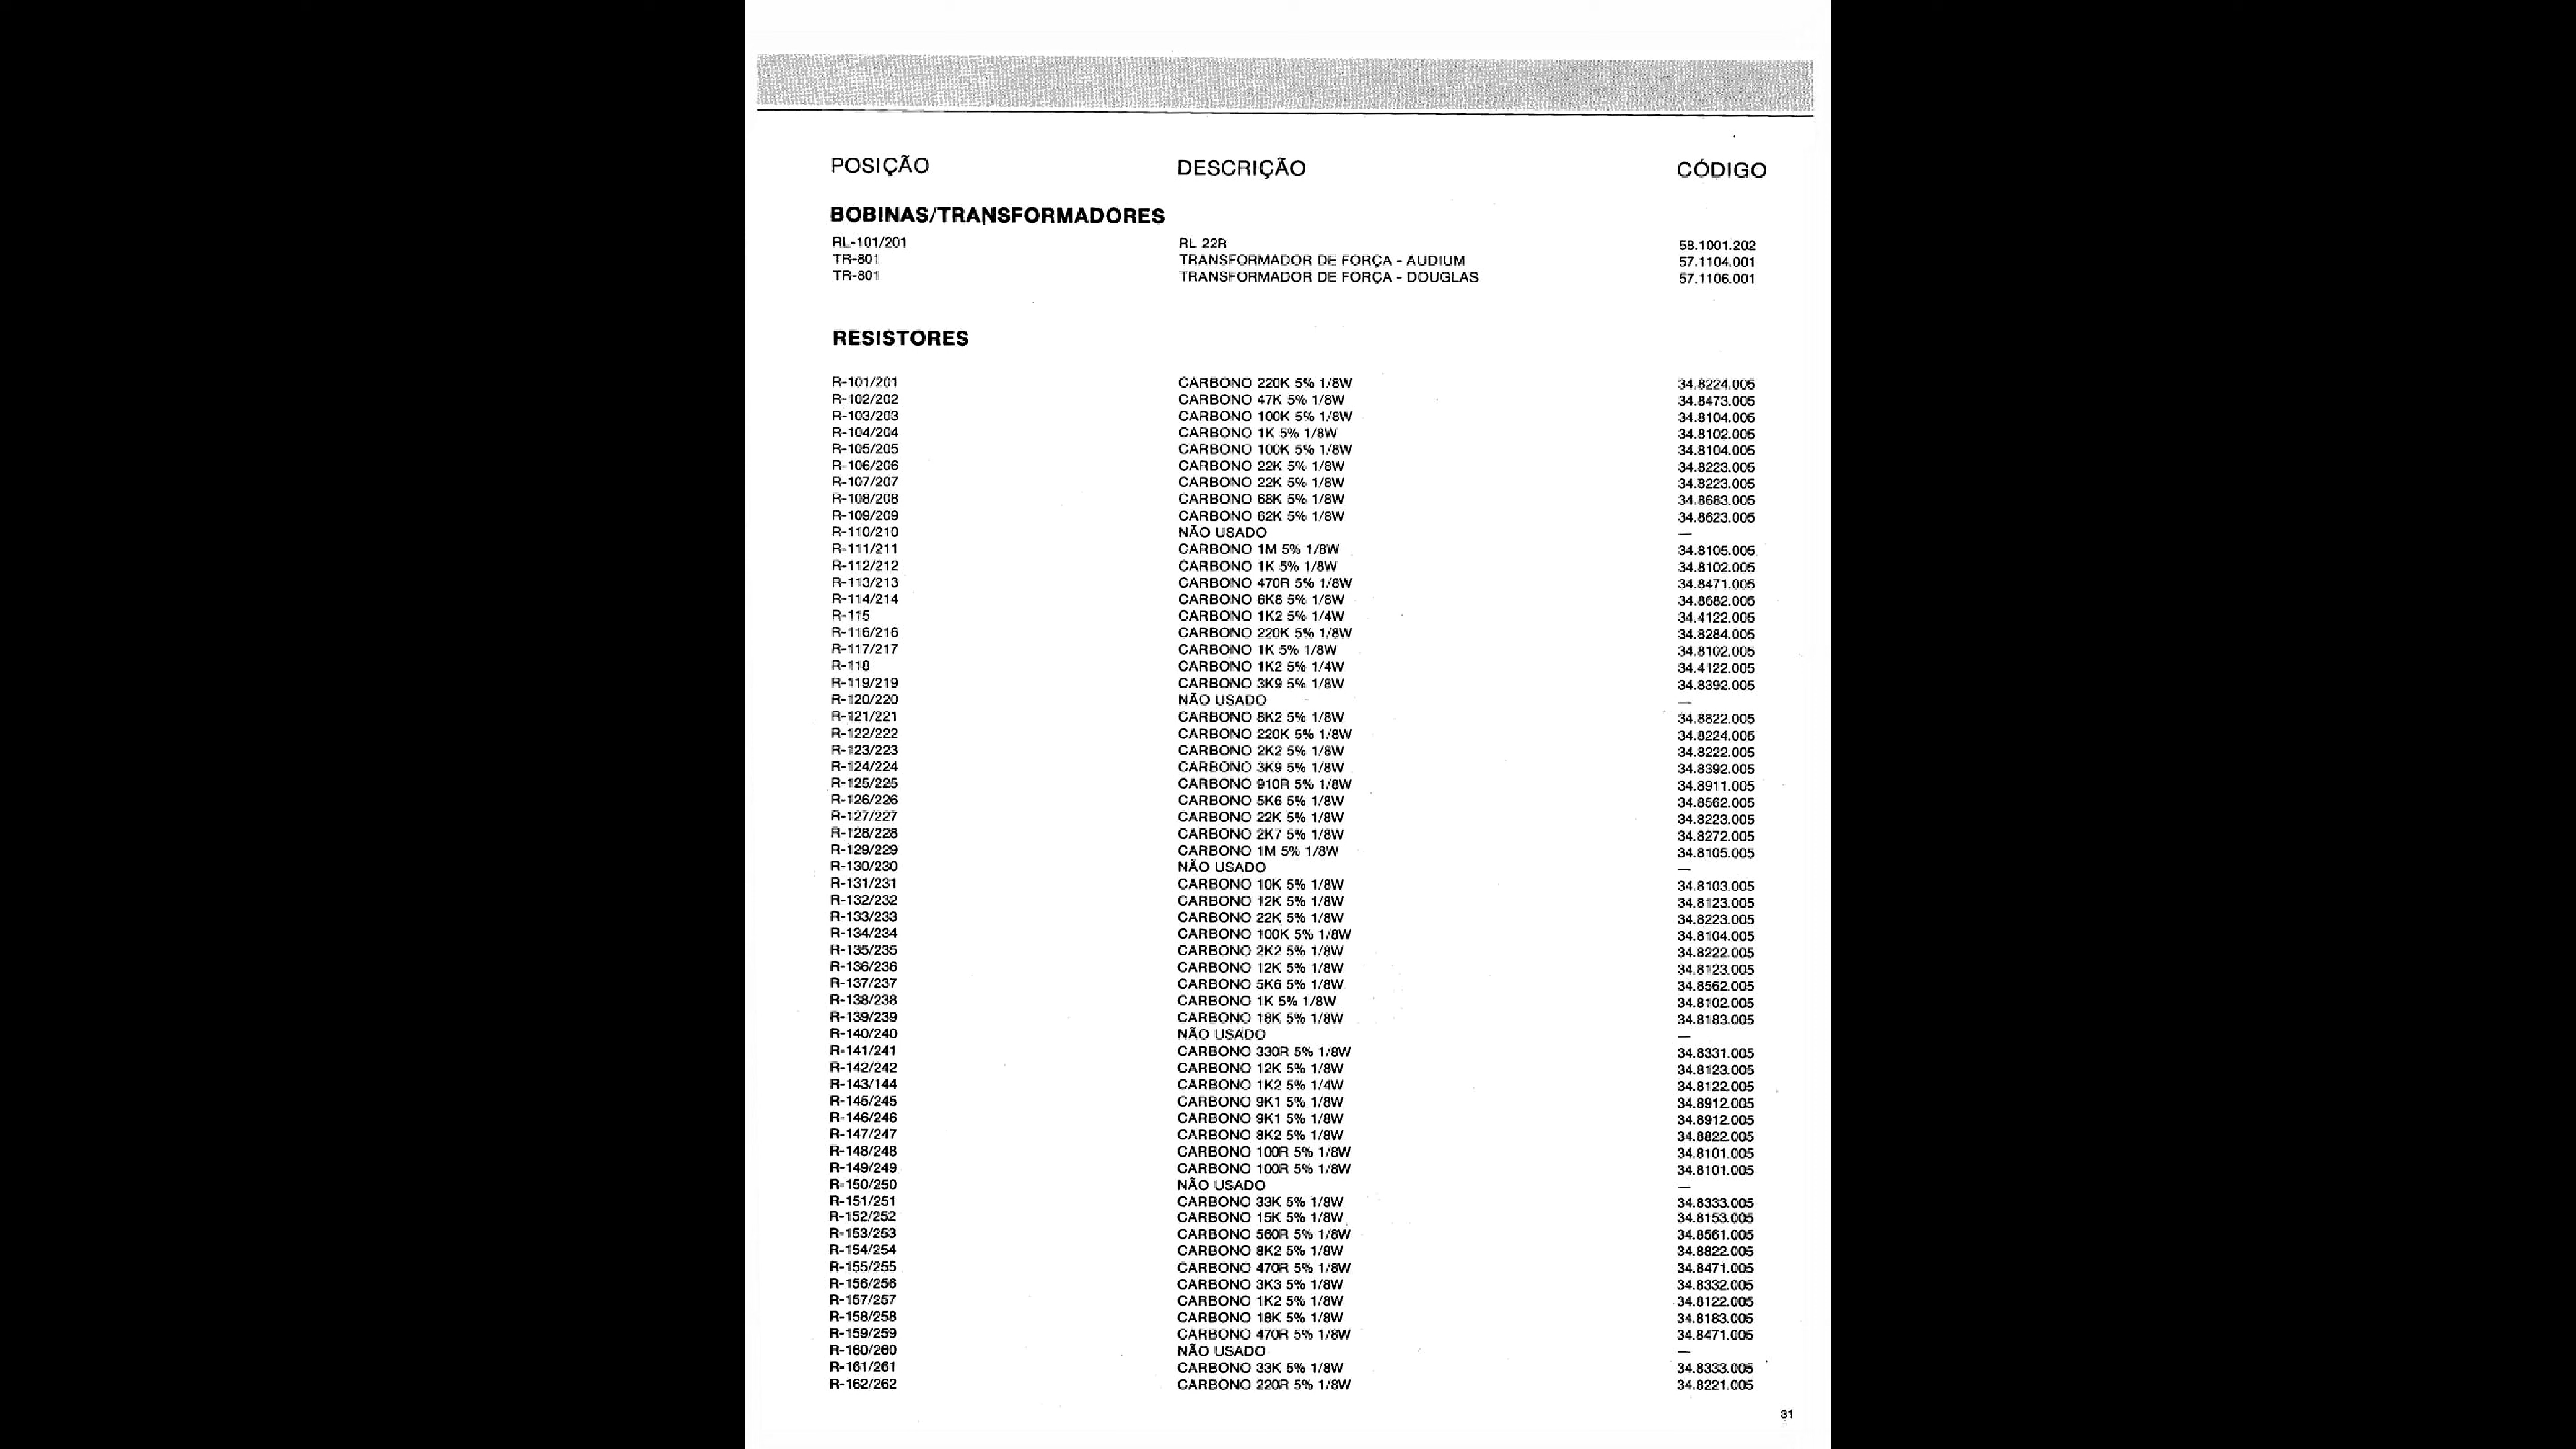 POSIÇÃO DESCRIÇÃO CÓDIGO
BOBINAS/TRANSFORMADORES
RL-101/201 RL 22R 58.1001.202
TR-801 TRANSFORMADOR DE FORÇA - AUDIUM 57.1104.001
TR-801 TRANSFORMADOR DE FORÇA - DOUGLAS 57.1106.001
RESISTORES
R-101/201 CARBONO 220K 5% 1/8W 34.8224.005
R-102/202 CARBONO 47K 5% 1/8W 34.8473.005
R-103/203 CARBONO 100K 5% 1/8W 34.8104.005
R-104/204 CARBONO 1K 5% 1/8W 34.8102.005
R-105/205 CARBONO 100K 5% 1/8W 34.8104.005
R-106/206 CARBONO 22K 5% 1/8W 34.8223.005
R-107/207 CARBONO 22K 5% 1/8W 34.8223.005
R-108/208 CARBONO 68K 5% 1/8W 34.8683.005
R-109/209 CARBONO 62K 5% 1/8W 34.8623.005
R-110/210 NÃO USADO —
R-111/211 CARBONO 1M 5% 1/8W 34.8105.005
R-112/212 CARBONO 1K 5% 1/8W 34.8102.005
R-113/213 CARBONO 470R 5% 1/8W 34.8471.005
R-114/214 CARBONO 6K8 5% 1/8W 34.8682.005
R-115 CARBONO 1K2 5% 1/4W 34.4122.005
R-116/216 CARBONO 220K 5% 1/8W 34.8284.005
R-117/217 CARBONO 1K 5% 1/8W 34.8102.005
R-118 CARBONO 1K2 5% 1/4W 34.4122.005
R-119/219 CARBONO 3K9 5% 1/8W 34.8392.005
R-120/220 NÃO USADO —
R-121/221 CARBONO 8K2 5% 1/8W 34.8822.005
R-122/222 CARBONO 220K 5% 1/8W 34.8224.005
R-123/223 CARBONO 2K2 5% 1/8W 34.8222.005
R-124/224 CARBONO 3K9 5% 1/8W 34.8392.005
R-125/225 CARBONO 910R 5% 1/8W 34.8911.005
R-126/226 CARBONO 5K6 5% 1/8W 34.8562.005
R-127/227 CARBONO 22K 5% 1/8W 34.8223.005
R-128/228 CARBONO 2K7 5% 1/8W 34.8272.005
R-129/229 CARBONO 1M 5% 1/8W 34.8105.005
R-130/230 NÃO USADO —
R-131/231 CARBONO 10K 5% 1/8W 34.8103.005
R-132/232 CARBONO 12K 5% 1/8W 34.8123.005
R-133/233 CARBONO 22K 5% 1/8W 34.8223.005
R-134/234 CARBONO 100K 5% 1/8W 34.8104.005
R-135/235 CARBONO 2K2 5% 1/8W 34.8222.005
R-136/236 CARBONO 12K 5% 1/8W 34.8123.005
R-137/237 CARBONO 5K6 5% 1/8W 34.8562.005
R-138/238 CARBONO 1K 5% 1/8W 34.8102.005
R-139/239 CARBONO 18K 5% 1/8W 34.8183.005
R-140/240 NÃO USADO —
R-141/241 CARBONO 330R 5% 1/8W 34.8331.005
R-142/242 CARBONO 12K 5% 1/8W 34.8123.005
R-143/144 CARBONO 1K2 5% 1/4W 34.8122.005
R-145/245 CARBONO 9K1 5% 1/8W 34.8912.005
R-146/246 CARBONO 9K1 5% 1/8W 34.8912.005
R-147/247 CARBONO 8K2 5% 1/8W 34.8822.005
R-148/248 CARBONO 100R 5% 1/8W 34.8101.005
R-149/249 CARBONO 100R 5% 1/8W 34.8101.005
R-150/250 NÃO USADO —
R-151/251 CARBONO 33K 5% 1/8W 34.8333.005
R-152/252 CARBONO 15K 5% 1/8W 34.8153.005
R-153/253 CARBONO 560R 5% 1/8W 34.8561.005
R-154/254 CARBONO 8K2 5% 1/8W 34.8822.005
R-155/255 CARBONO 470R 5% 1/8W 34.8471.005
R-156/256 CARBONO 3K3 5% 1/8W 34.8332.005
R-157/257 CARBONO 1K2 5% 1/8W 34.8122.005
R-158/258 CARBONO 18K 5% 1/8W 34.8183.005
R-159/259 CARBONO 470R 5% 1/8W 34.8471.005
R-160/260 NÃO USADO —
R-161/261 CARBONO 33K 5% 1/8W 34.8333.005
R-162/262 CARBONO 220R 5% 1/8W 34.8221.005
31